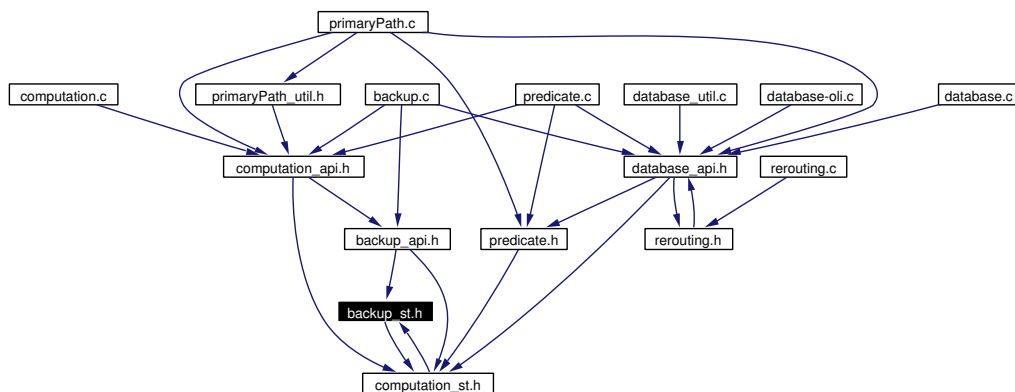 primaryPath.c
computation.c
primaryPath_util.h
backup.c
predicate.c
database_util.c
database-oli.c
database.c
computation_api.h
database_api.h
rerouting.c
backup_api.h
predicate.h
rerouting.h
backup_st.h
computation_st.h